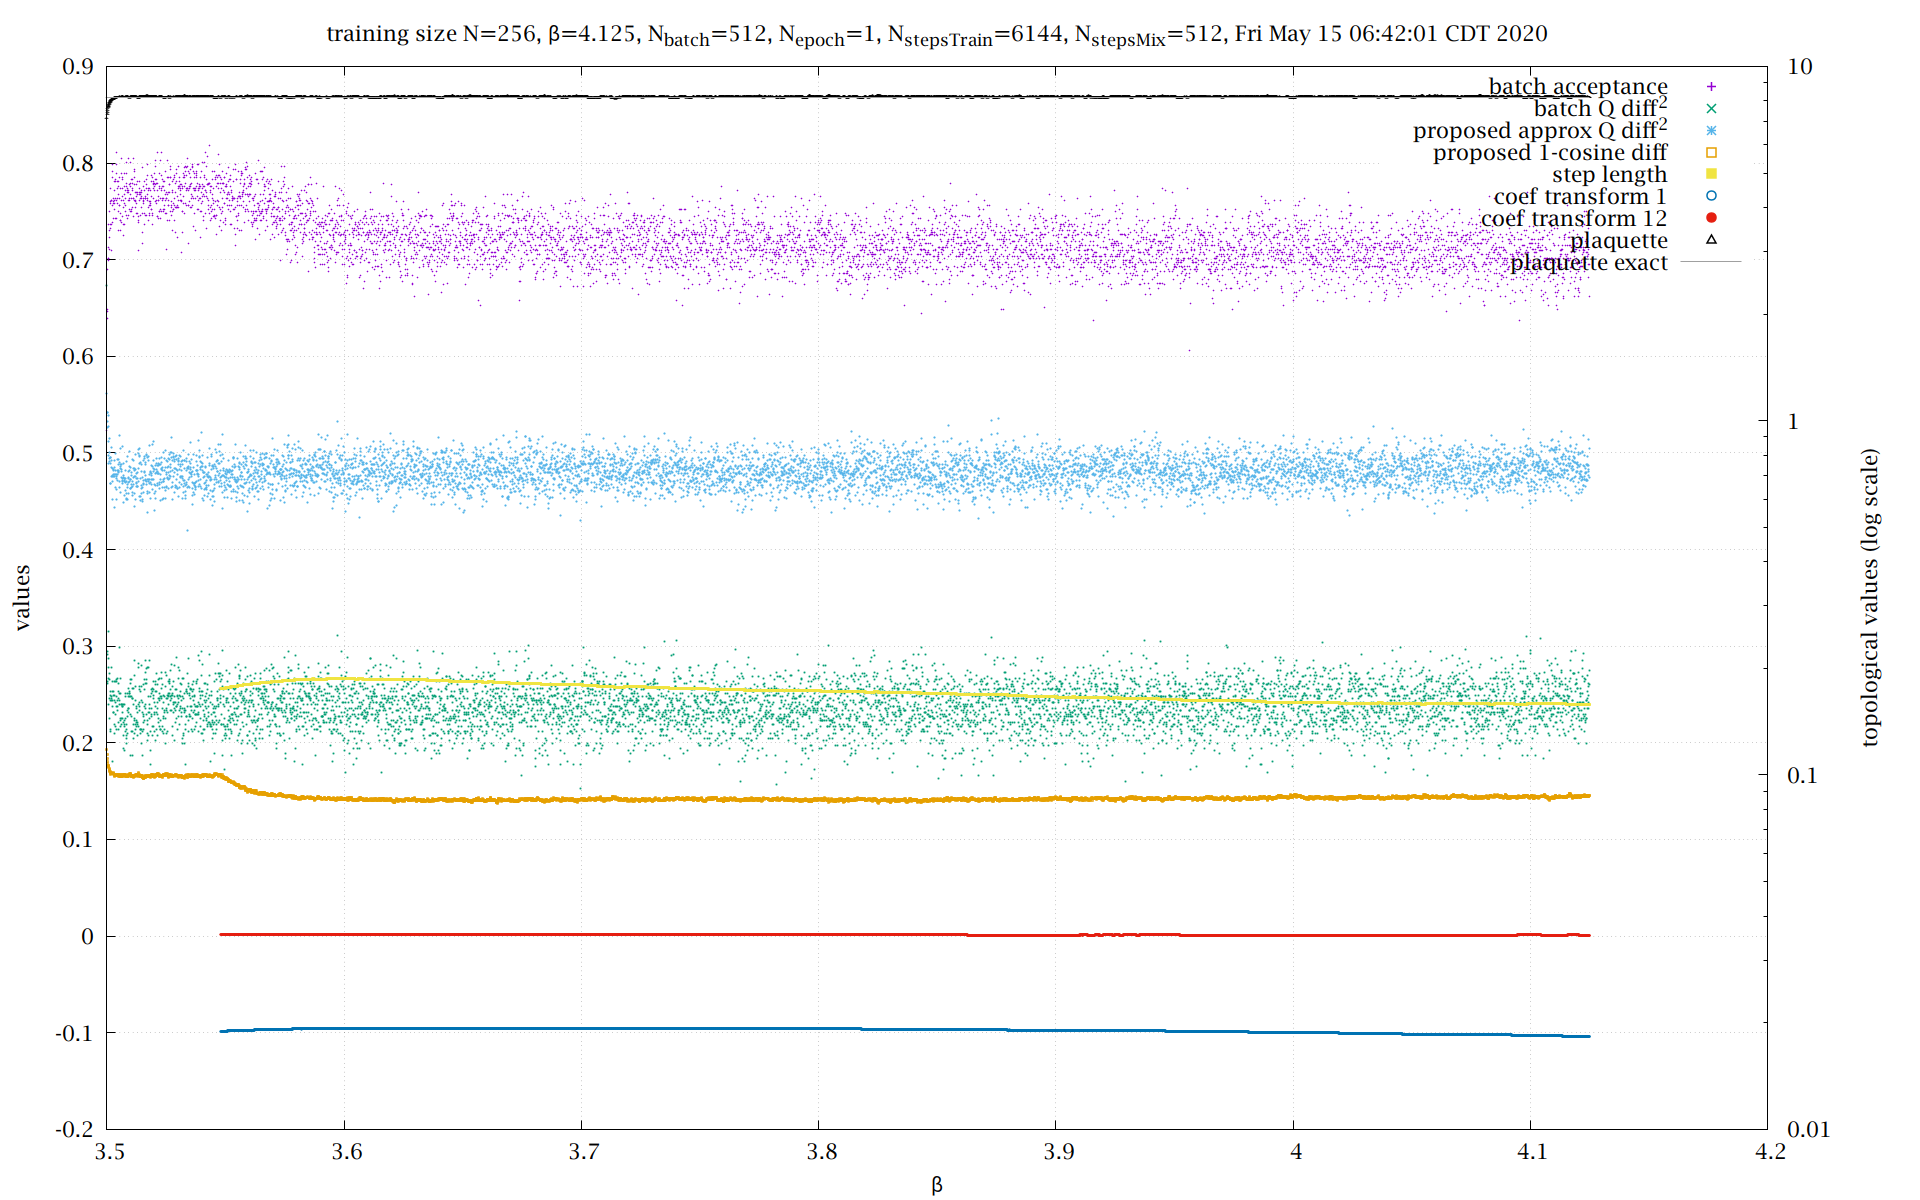 training size N=256, β=4.125, Nbatch=512, Nepoch=1, NstepsTrain=6144, NstepsMix=512, Fri May 15 06:42:01 CDT 2020
batch acceptance
batch Q diff2
proposed approx Q diff2
proposed 1-cosine diff
step length
coef transform 1
coef transform 12
plaquette
plaquette exact
0.9
0.8
0.7
0.6
0.5
0.4
0.3
0.2
0.1
0
-0.1
-0.2
values
10
1
0.1
0.01
topological values (log scale)
3.5 3.6 3.7 3.8 3.9 4 4.1 4.2
β